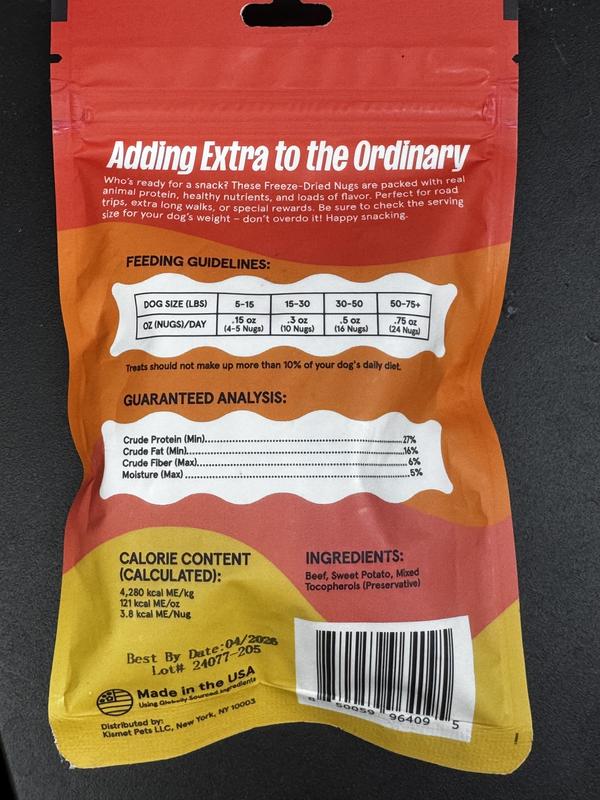 Adding Extra to the Ordinary
Who's ready for a snack? These Freeze-Dried Nugs are packed with real
animal protein, healthy nutrients, and loads of flavor. Perfect for road
trips, extra long walks, or special rewards. Be sure to check the serving
size for your dog's weight – don't overdo it! Happy snacking.
FEEDING GUIDELINES:
DOG SIZE (LBS) 5-15 15-30 30-50 50-75+
OZ (NUGS)/DAY .15 oz .3 oz .5 oz .75 oz
(4-5 Nugs) (10 Nugs) (16 Nugs) (24 Nugs)
Treats should not make up more than 10% of your dog's daily diet.
GUARANTEED ANALYSIS:
Crude Protein (Min)..........27%
Crude Fat (Min)..........16%
Crude Fiber (Max)..........6%
Moisture (Max)..........5%
CALORIE CONTENT
(CALCULATED):
4,280 kcal ME/kg
121 kcal ME/oz
3.8 kcal ME/Nug
INGREDIENTS:
Beef, Sweet Potato, Mixed
Tocopherols (Preservative)
Best By Date:04/2026
Lot# 24077-205
Made in the USA
Using Globally Sourced Ingredients
Distributed by:
Kismet Pets LLC, New York, NY 10003
8 50059 96409 5